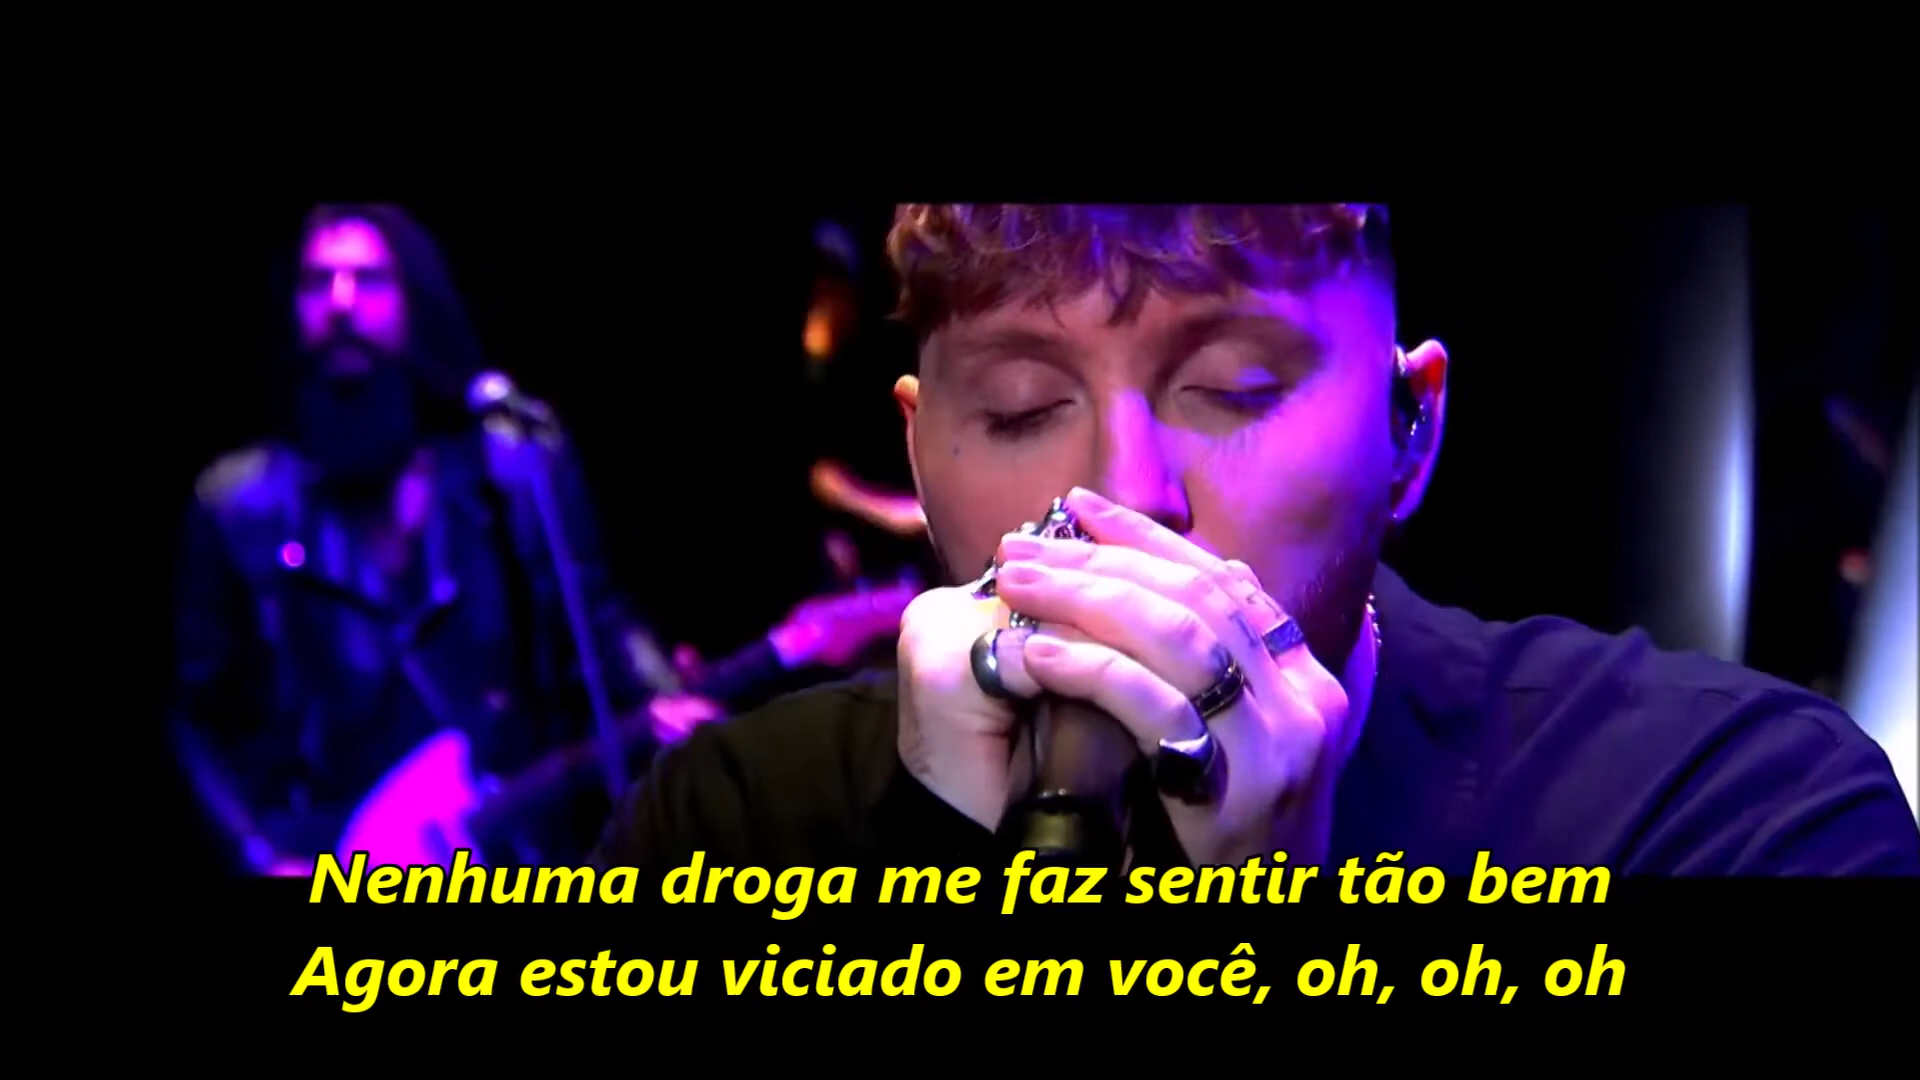 Nenhuma droga me faz sentir tão bem
Agora estou viciado em você, oh, oh, oh